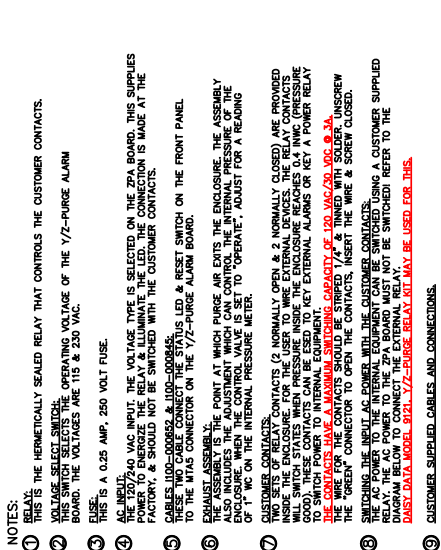 NOTES:
① RELAY:
THIS IS THE HERMETICALLY SEALED RELAY THAT CONTROLS THE CUSTOMER CONTACTS.
② VOLTAGE SELECT SWITCH:
THIS SWITCH SELECTS THE OPERATING VOLTAGE OF THE Y/Z-PURGE ALARM
BOARD. THE VOLTAGES ARE 115 & 230 VAC.
③ FUSE:
THIS IS A 0.25 AMP, 250 VOLT FUSE.
④ AC INPUT:
THE 120/240 VAC INPUT. THE VOLTAGE TYPE IS SELECTED ON THE ZPA BOARD. THIS SUPPLIES
POWER TO ENERGIZE THE RELAY & ILLUMINATE THE LED. THE CONNECTION IS MADE AT THE
FACTORY & SHOULD NOT BE SWITCHED WITH THE CUSTOMER CONTACTS.
⑤ CABLES I100-000852 & I100-000845:
THESE TWO CABLE CONNECT THE STATUS LED & RESET SWITCH ON THE FRONT PANEL
TO THE MTA5 CONNECTOR ON THE Y/Z-PURGE ALARM BOARD.
⑥ EXHAUST ASSEMBLY:
THE ASSEMBLY IS THE POINT AT WHICH PURGE AIR EXITS THE ENCLOSURE. THE ASSEMBLY
ALSO INCLUDES THE ADJUSTMENT WHICH CAN CONTROL THE INTERNAL PRESSURE OF THE
ENCLOSURE. WHEN THE CONTROL VALVE IS SET TO "OPERATE", ADJUST FOR A READING
OF 1" WC ON THE INTERNAL PRESSURE METER.
⑦ CUSTOMER CONTACTS:
TWO SETS OF RELAY CONTACTS (2 NORMALLY OPEN & 2 NORMALLY CLOSED) ARE PROVIDED
INSIDE THE ENCLOSURE, FOR THE USER TO WIRE EXTERNAL DEVICES. THE RELAY CONTACTS
SWITCH STATES WHEN THE PRESSURE INSIDE THE ENCLOSURE REACHES 0.4 INWC (PRESSURE
GOOD). THESE CONTACTS CAN BE USED TO KEY EXTERNAL ALARMS OR KEY A POWER RELAY
TO SWITCH POWER TO INTERNAL EQUIPMENT.
THE CONTACTS HAVE A MAXIMUM SWITCHING CAPACITY OF 120 VAC/30 VDC @ 3A.
THE WIRE FOR THE CONTACTS SHOULD BE STRIPED 1/4" & TINNED WITH SOLDER. UNSCREW
THE "GREEN" CONNECTOR. OPEN THE CONTACTS, INSERT THE WIRE & SCREW CLOSED.
⑧ SWITCHING THE INPUT AC POWER WITH THE CUSTOMER CONTACTS:
THE AC POWER TO THE INTERNAL EQUIPMENT CAN BE SWITCHED USING A CUSTOMER SUPPLIED
RELAY. THE AC POWER TO THE ZPA BOARD MUST NOT BE SWITCHED! REFER TO THE
DIAGRAM BELOW TO CONNECT THE EXTERNAL RELAY.
DAISY DATA MODEL 9121, Y/Z-PURGE RELAY KIT MAY BE USED FOR THIS.
⑨ CUSTOMER SUPPLIED CABLES AND CONNECTIONS.